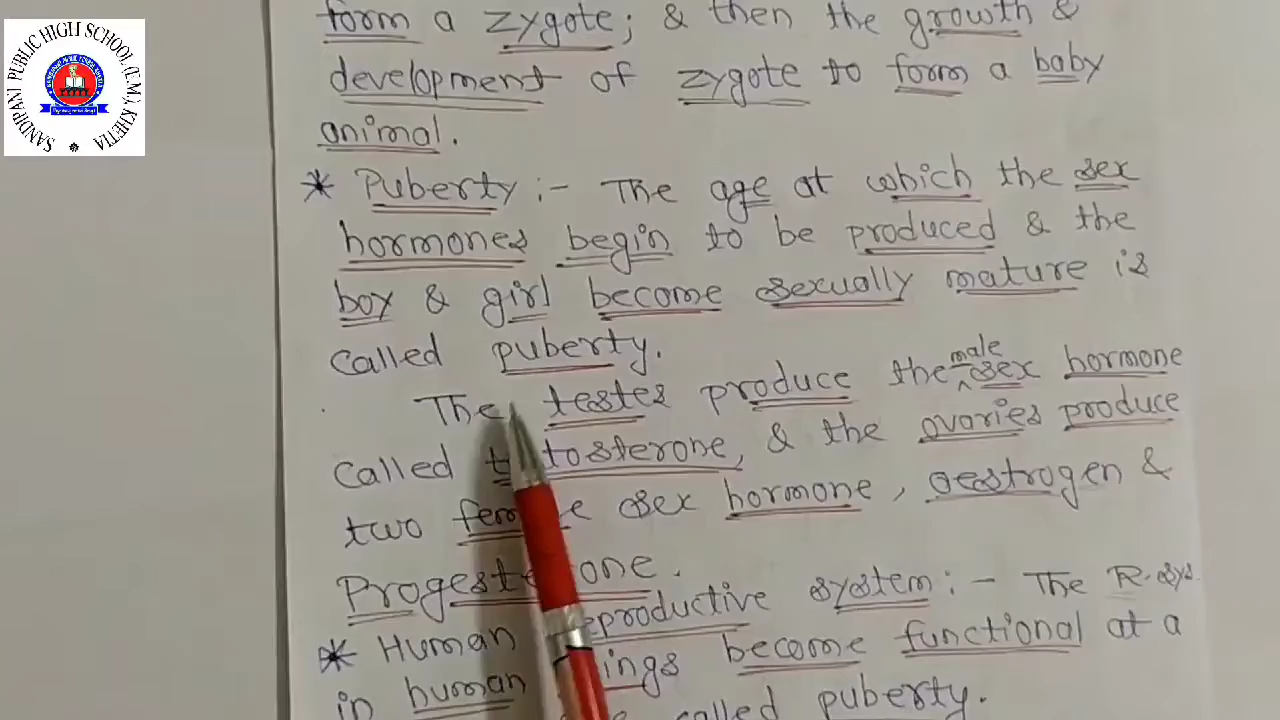 SANDIPANI PUBLIC HIGH SCHOOL (E.M), KHETIA
form a zygote; & then the growth &
development of zygote to form a baby
animal.
* Puberty :- The age at which the sex
hormones begin to be produced & the
boy & girl become sexually mature is
called puberty.
The testes produce the male sex hormone
called testosterone, & the ovaries produce
two female sex hormone, oestrogen &
Progesterone.
* Human reproductive system :- The R. sys.
in human beings become functional at a
called puberty.